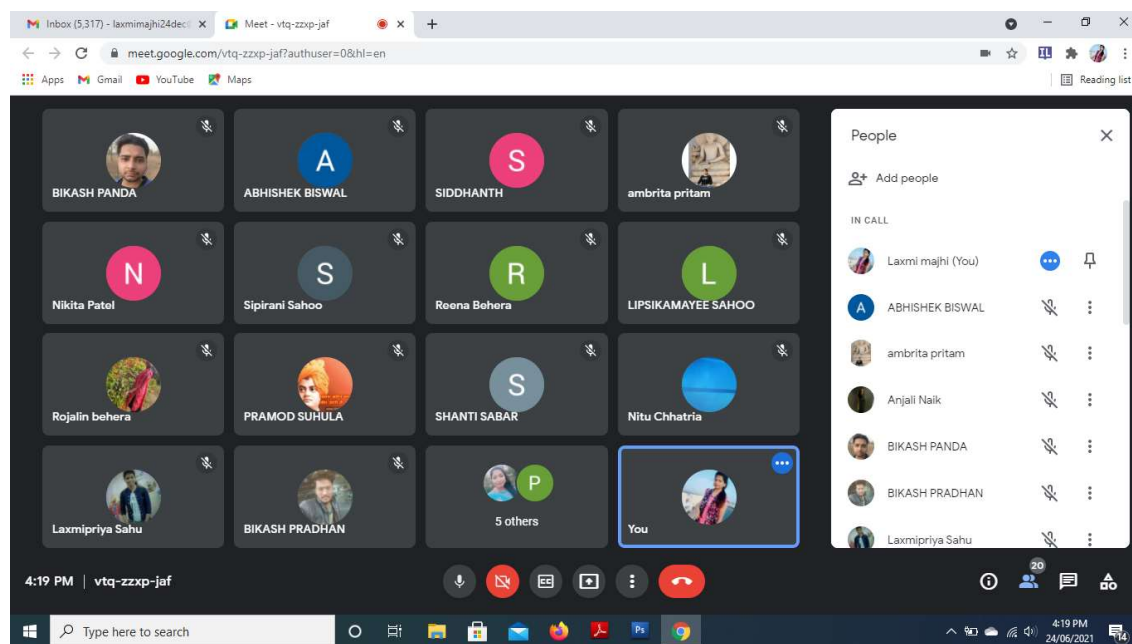 Inbox (5,317) - laxmimajhi24dec
Meet - vtq-zzxp-jaf
meet.google.com/vtq-zzxp-jaf?authuser=0&hl=en
Apps
Gmail
YouTube
Maps
Reading list
BIKASH PANDA
A
ABHISHEK BISWAL
S
SIDDHANTH
ambrita pritam
N
Nikita Patel
S
Sipirani Sahoo
R
Reena Behera
L
LIPSIKAMAYEE SAHOO
Rojalin behera
PRAMOD SUHULA
S
SHANTI SABAR
Nitu Chhatria
Laxmipriya Sahu
BIKASH PRADHAN
P
5 others
You
People
Add people
IN CALL
Laxmi majhi (You)
A
ABHISHEK BISWAL
ambrita pritam
Anjali Naik
BIKASH PANDA
BIKASH PRADHAN
Laxmipriya Sahu
4:19 PM | vtq-zzxp-jaf
20
Type here to search
Ps
4:19 PM
24/06/2021
14